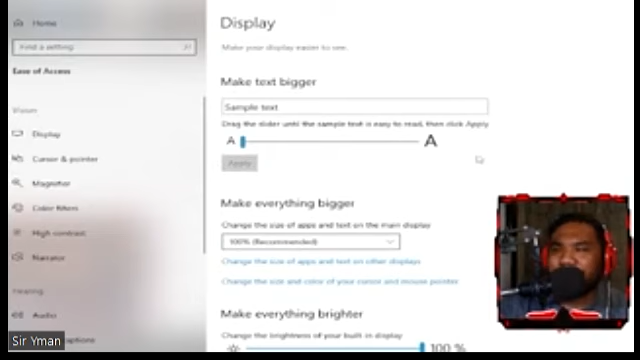 Home
Find a setting
Ease of Access
Vision
Display
Cursor & pointer
Magnifier
Color filters
High contrast
Narrator
Hearing
Audio
Sir Yman
Display
Make your display easier to see.
Make text bigger
Sample text
Drag the slider until the sample text is easy to read, then click Apply
A A
Apply
Make everything bigger
Change the size of apps and text on the main display
100% (Recommended)
Change the size of apps and text on other displays
Change the size and color of your cursor and mouse pointer
Make everything brighter
Change the brightness of your built in display
100 %